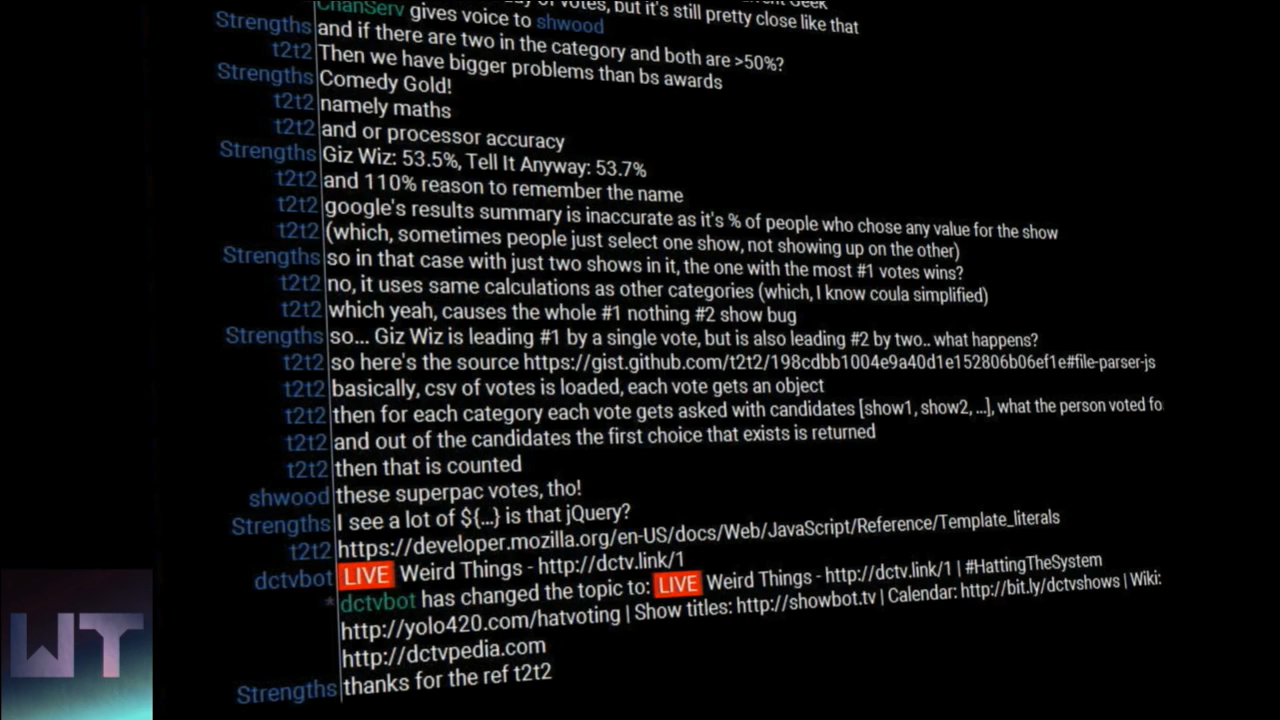 votes, but it's still pretty close like that
ChanServ gives voice to shwood
Strengths and if there are two in the category and both are >50%?
t2t2 Then we have bigger problems than bs awards
Strengths Comedy Gold!
t2t2 namely maths
t2t2 and or processor accuracy
Strengths Giz Wiz: 53.5%, Tell It Anyway: 53.7%
t2t2 and 110% reason to remember the name
t2t2 google's results summary is inaccurate as it's % of people who chose any value for the show
t2t2 (which, sometimes people just select one show, not showing up on the other)
Strengths so in that case with just two shows in it, the one with the most #1 votes wins?
t2t2 no, it uses same calculations as other categories (which, I know coula simplified)
t2t2 which yeah, causes the whole #1 nothing #2 show bug
Strengths so... Giz Wiz is leading #1 by a single vote, but is also leading #2 by two.. what happens?
t2t2 so here's the source https://gist.github.com/t2t2/198cdbb1004e9a40d1e152806b06ef1e#file-parser-js
t2t2 basically, csv of votes is loaded, each vote gets an object
t2t2 then for each category each vote gets asked with candidates [show1, show2, ...], what the person voted fo
t2t2 and out of the candidates the first choice that exists is returned
t2t2 then that is counted
shwood these superpac votes, tho!
Strengths I see a lot of ${...} is that jQuery?
t2t2 https://developer.mozilla.org/en-US/docs/Web/JavaScript/Reference/Template_literals
dctvbot LIVE Weird Things - http://dctv.link/1
* dctvbot has changed the topic to: LIVE Weird Things - http://dctv.link/1 | #HattingTheSystem
http://yolo420.com/hatvoting | Show titles: http://showbot.tv | Calendar: http://bit.ly/dctvshows | Wiki:
http://dctvpedia.com
Strengths thanks for the ref t2t2
WT